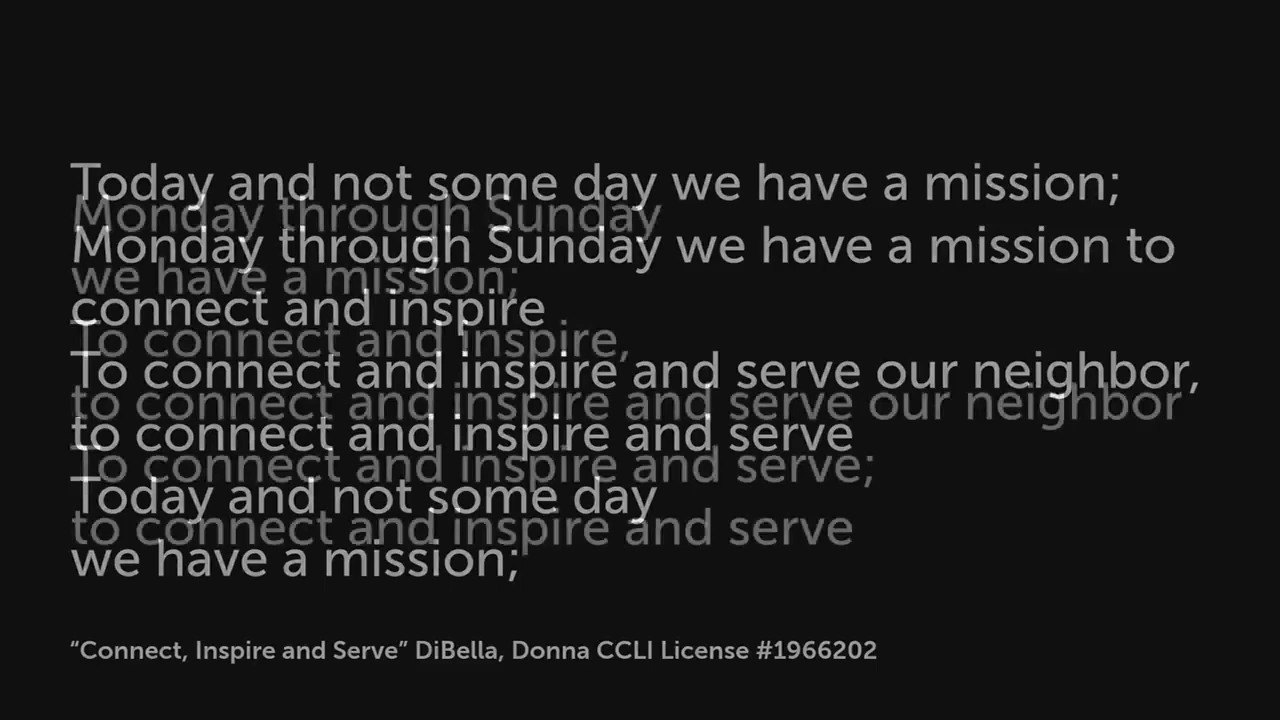 Today and not some day we have a mission;
Monday through Sunday
Monday through Sunday we have a mission to
we have a mission;
connect and inspire
To connect and inspire,
To connect and inspire and serve our neighbor,
to connect and inspire and serve our neighbor
to connect and inspire and serve
To connect and inspire and serve;
Today and not some day
to connect and inspire and serve
we have a mission;
“Connect, Inspire and Serve” DiBella, Donna CCLI License #1966202